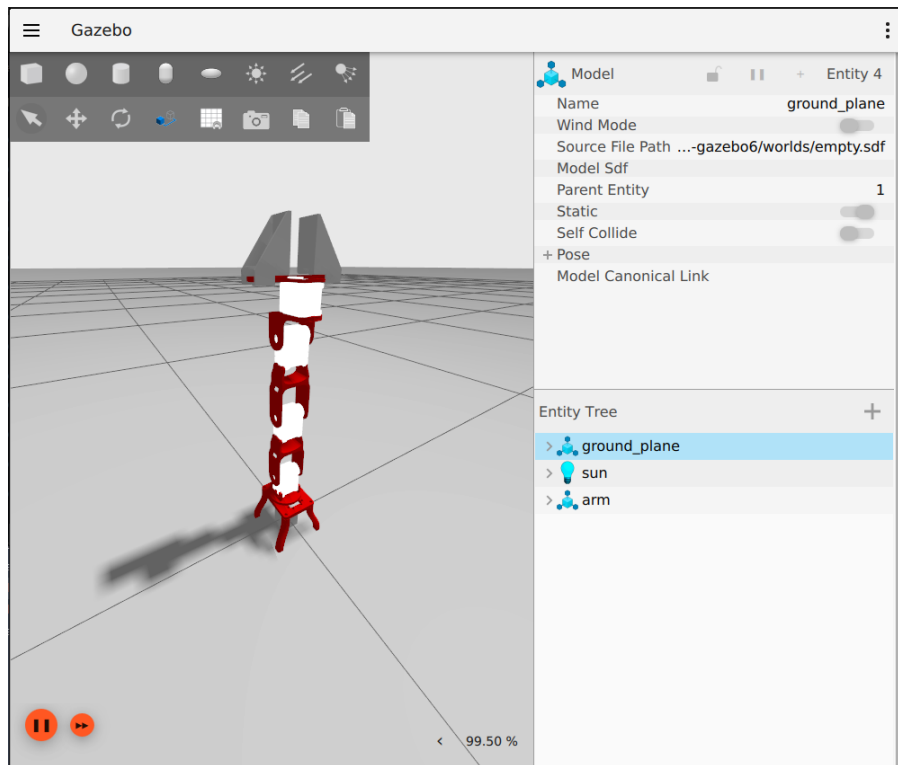 Gazebo
Model Entity 4
Name ground_plane
Wind Mode
Source File Path ...-gazebo6/worlds/empty.sdf
Model Sdf
Parent Entity 1
Static
Self Collide
+ Pose
Model Canonical Link
Entity Tree
ground_plane
sun
arm
< 99.50 %